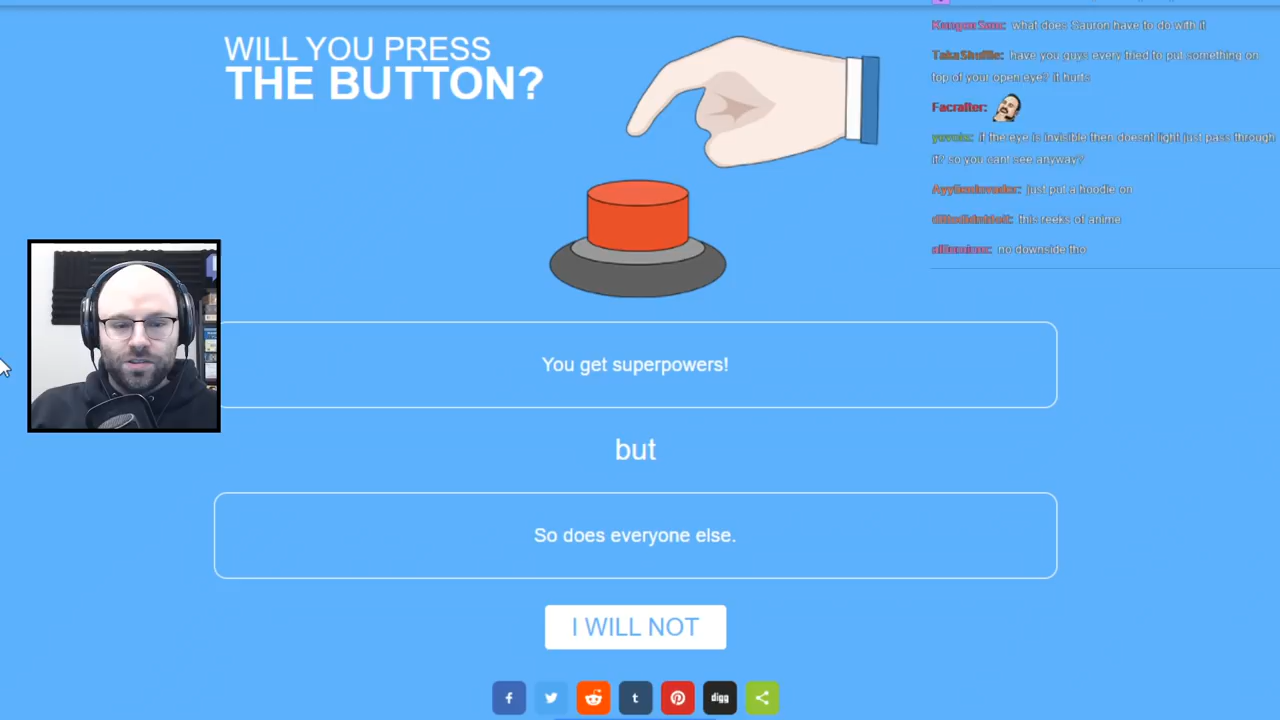 WILL YOU PRESS
THE BUTTON?
what does Sauron have to do with it
TakaShuffle: have you guys every tried to put something on
top of your open eye? it hurts
Facrafter:
if the eye is invisible then doesnt light just pass through
it? so you cant see anyway?
just put a hoodie on
this reeks of anime
no downside tho
You get superpowers!
but
So does everyone else.
I WILL NOT
f
t
digg